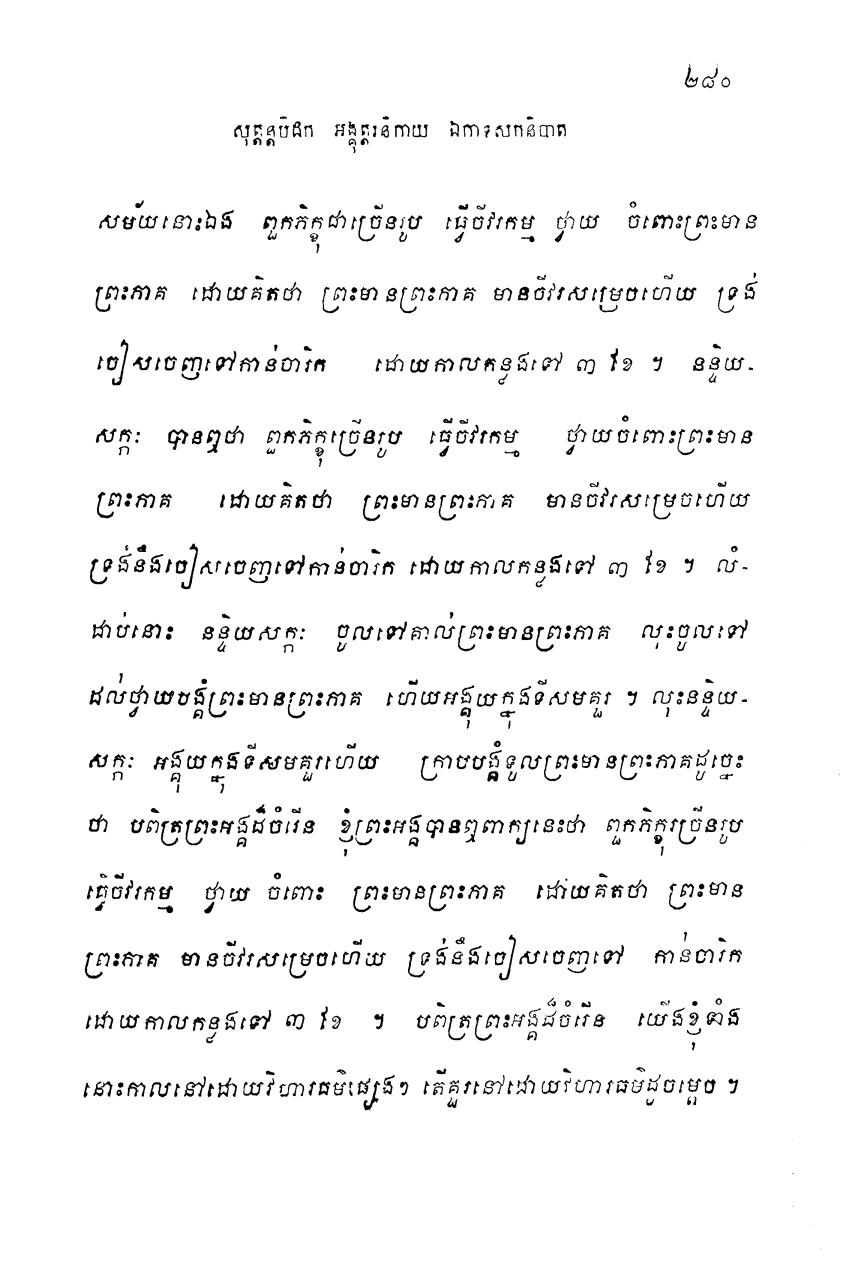 ២៨០
សុត្តន្តបិដក អង្គុត្តរនិកាយ ឯកាទសកនិបាត
សម័យនោះឯង ពួកភិក្ខុជាច្រើនរូប ធ្វើចីវរកម្ម ថ្វាយ ចំពោះព្រះមាន
ព្រះភាគ ដោយគិតថា ព្រះមានព្រះភាគ មានចីវរសម្រេចហើយ ទ្រង់
ចៀសចេញទៅកាន់ចារិក ដោយកាលកន្លងទៅ ៣ ខែ ។ នន្ទិយ-
សក្កៈ បានឮថា ពួកភិក្ខុច្រើនរូប ធ្វើចីវរកម្ម ថ្វាយចំពោះព្រះមាន
ព្រះភាគ ដោយគិតថា ព្រះមានព្រះភាគ មានចីវរសម្រេចហើយ
ទ្រង់នឹងចៀសចេញទៅកាន់ចារិក ដោយកាលកន្លងទៅ ៣ ខែ ។ លំ-
ដាប់នោះ នន្ទិយសក្កៈ ចូលទៅគាល់ព្រះមានព្រះភាគ លុះចូលទៅ
ដល់ថ្វាយបង្គំព្រះមានព្រះភាគ ហើយអង្គុយក្នុងទីសមគួរ ។ លុះនន្ទិយ-
សក្កៈ អង្គុយក្នុងទីសមគួរហើយ ក្រាបបង្គំទូលព្រះមានព្រះភាគដូច្នេះ
ថា បពិត្រព្រះអង្គដ៏ចំរើន ខ្ញុំព្រះអង្គបានឮពាក្យនេះថា ពួកភិក្ខុច្រើនរូប
ធ្វើចីវរកម្ម ថ្វាយ ចំពោះ ព្រះមានព្រះភាគ ដោយគិតថា ព្រះមាន
ព្រះភាគ មានចីវរសម្រេចហើយ ទ្រង់នឹងចៀសចេញទៅ កាន់ចារិក
ដោយកាលកន្លងទៅ ៣ ខែ ។ បពិត្រព្រះអង្គដ៏ចំរើន យើងខ្ញុំទាំង
នោះកាលនៅដោយវិហារធម៌ផ្សេងៗ តើគួរនៅដោយវិហារធម៌ដូចម្តេច ។